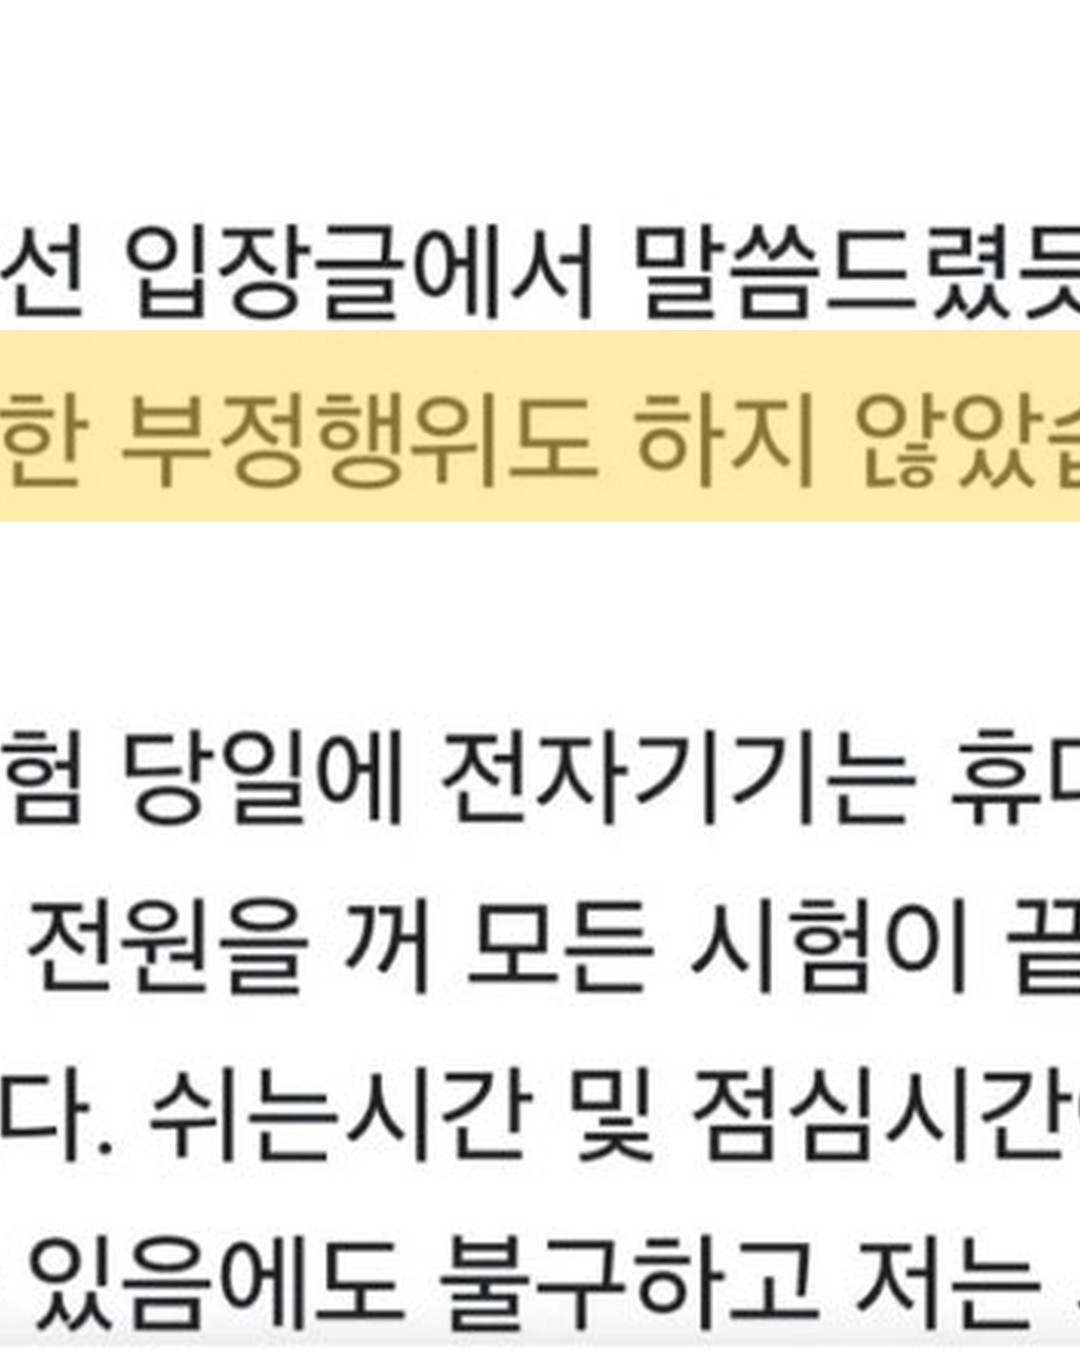 선 입장글에서 말씀드렸듯
한 부정행위도 하지 않았습
험 당일에 전자기기는 휴대
전원을 꺼 모든 시험이 끝
다. 쉬는시간 및 점심시간
있음에도 불구하고 저는